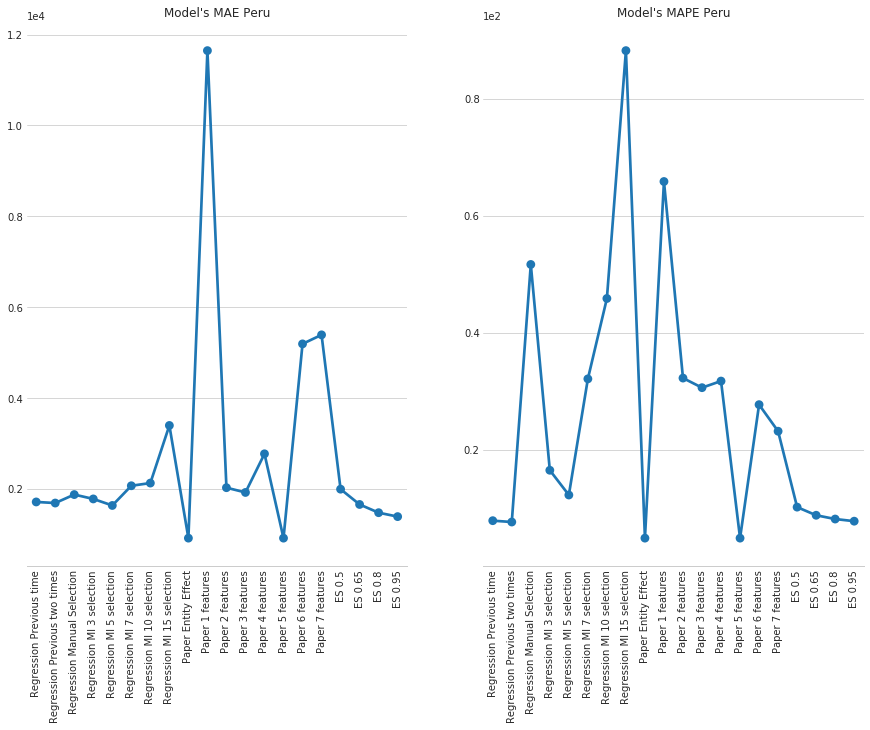 Model's MAE Peru
1e4
1.2
1.0
0.8
0.6
0.4
0.2
Regression Previous time
Regression Previous two times
Regression Manual Selection
Regression MI 3 selection
Regression MI 5 selection
Regression MI 7 selection
Regression MI 10 selection
Regression MI 15 selection
Paper Entity Effect
Paper 1 features
Paper 2 features
Paper 3 features
Paper 4 features
Paper 5 features
Paper 6 features
Paper 7 features
ES 0.5
ES 0.65
ES 0.8
ES 0.95
Model's MAPE Peru
1e2
0.8
0.6
0.4
0.2
Regression Previous time
Regression Previous two times
Regression Manual Selection
Regression MI 3 selection
Regression MI 5 selection
Regression MI 7 selection
Regression MI 10 selection
Regression MI 15 selection
Paper Entity Effect
Paper 1 features
Paper 2 features
Paper 3 features
Paper 4 features
Paper 5 features
Paper 6 features
Paper 7 features
ES 0.5
ES 0.65
ES 0.8
ES 0.95